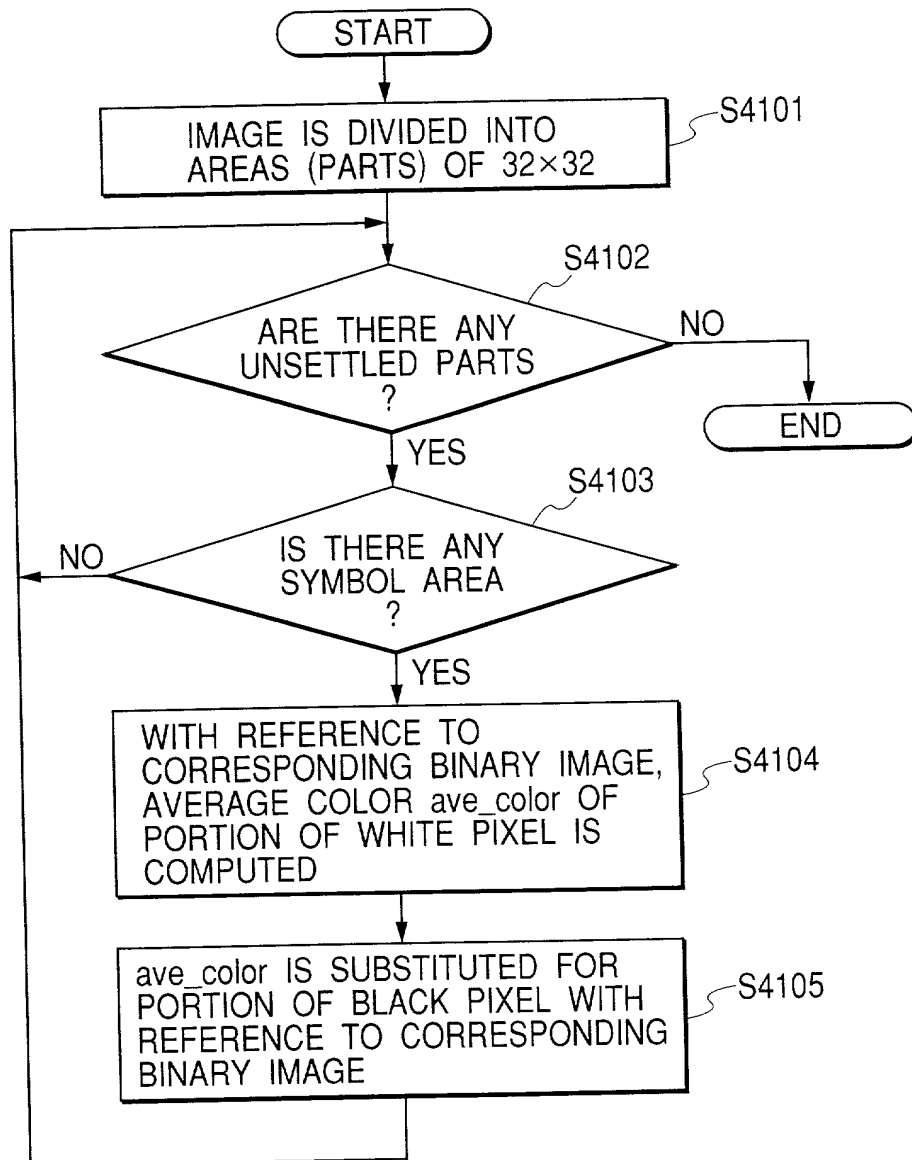 START
IMAGE IS DIVIDED INTO
AREAS (PARTS) OF 32×32
S4101
S4102
ARE THERE ANY
UNSETTLED PARTS
?
NO
END
YES
S4103
IS THERE ANY
SYMBOL AREA
?
NO
YES
WITH REFERENCE TO
CORRESPONDING BINARY IMAGE,
AVERAGE COLOR ave_color OF
PORTION OF WHITE PIXEL IS
COMPUTED
S4104
ave_color IS SUBSTITUTED FOR
PORTION OF BLACK PIXEL WITH
REFERENCE TO CORRESPONDING
BINARY IMAGE
S4105